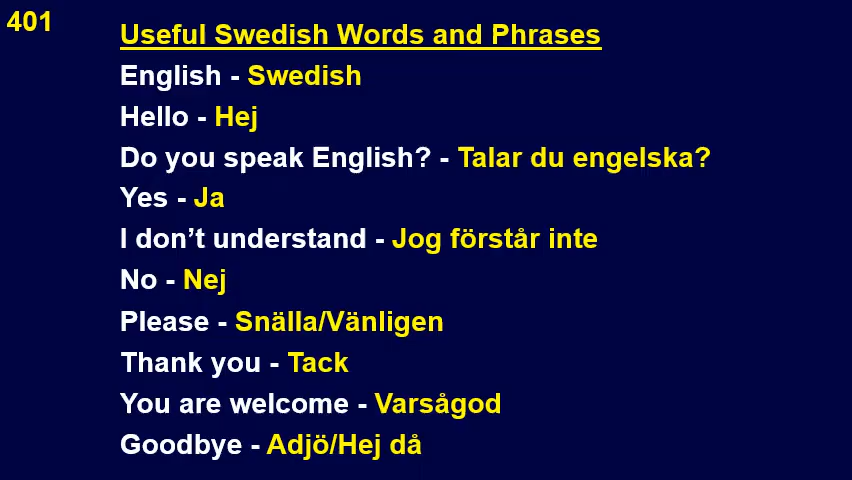 401
Useful Swedish Words and Phrases
English - Swedish
Hello - Hej
Do you speak English? - Talar du engelska?
Yes - Ja
I don’t understand - Jog förstår inte
No - Nej
Please - Snälla/Vänligen
Thank you - Tack
You are welcome - Varsågod
Goodbye - Adjö/Hej då